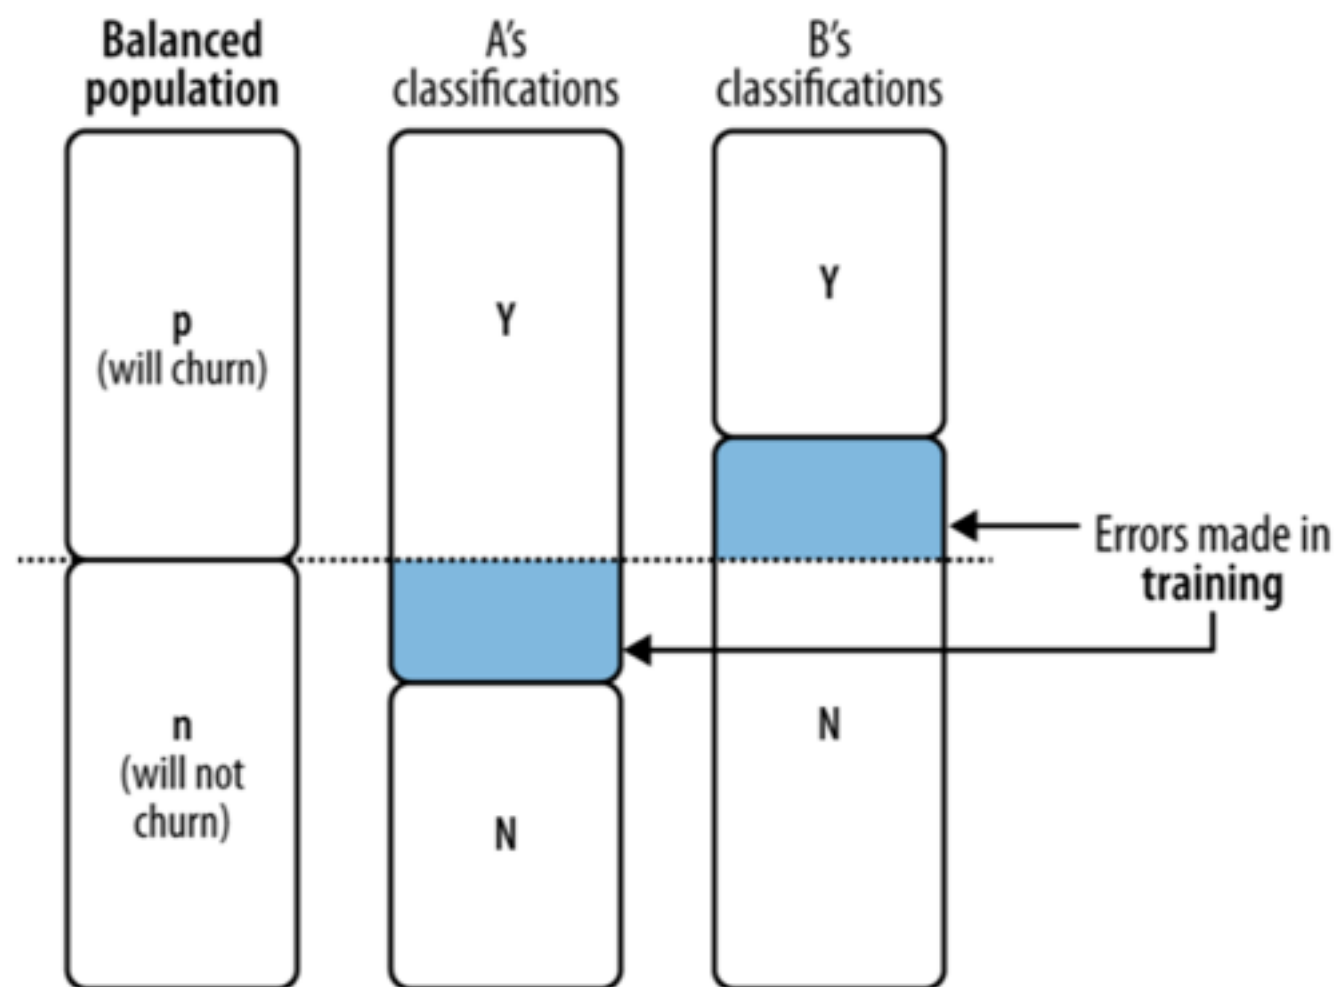 Balanced
population
A's
classifications
B's
classifications
p
(will churn)
Y
Y
Errors made in
training
n
(will not
churn)
N
N